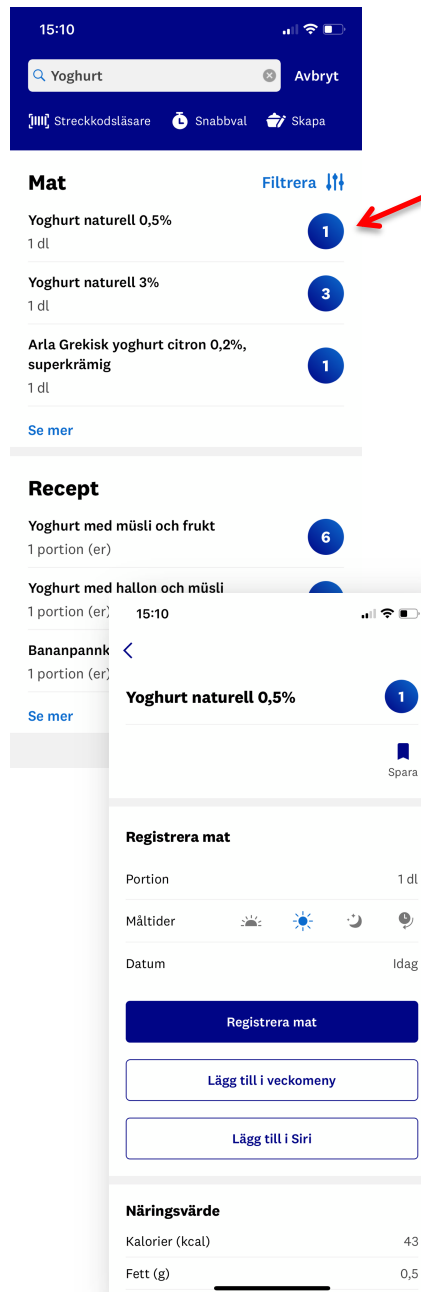 15:10
Yoghurt
Avbryt
Streckkodsläsare Snabbval Skapa
Mat Filtrera
Yoghurt naturell 0,5%
1 dl
1
Yoghurt naturell 3%
1 dl
3
Arla Grekisk yoghurt citron 0,2%,
superkrämig
1 dl
1
Se mer
Recept
Yoghurt med müsli och frukt
1 portion (er)
6
Yoghurt med hallon och müsli
1 portion (er)
Bananpannk
1 portion (er)
Se mer
15:10
Yoghurt naturell 0,5%
1
Spara
Registrera mat
Portion 1 dl
Måltider
Datum Idag
Registrera mat
Lägg till i veckomeny
Lägg till i Siri
Näringsvärde
Kalorier (kcal) 43
Fett (g) 0,5